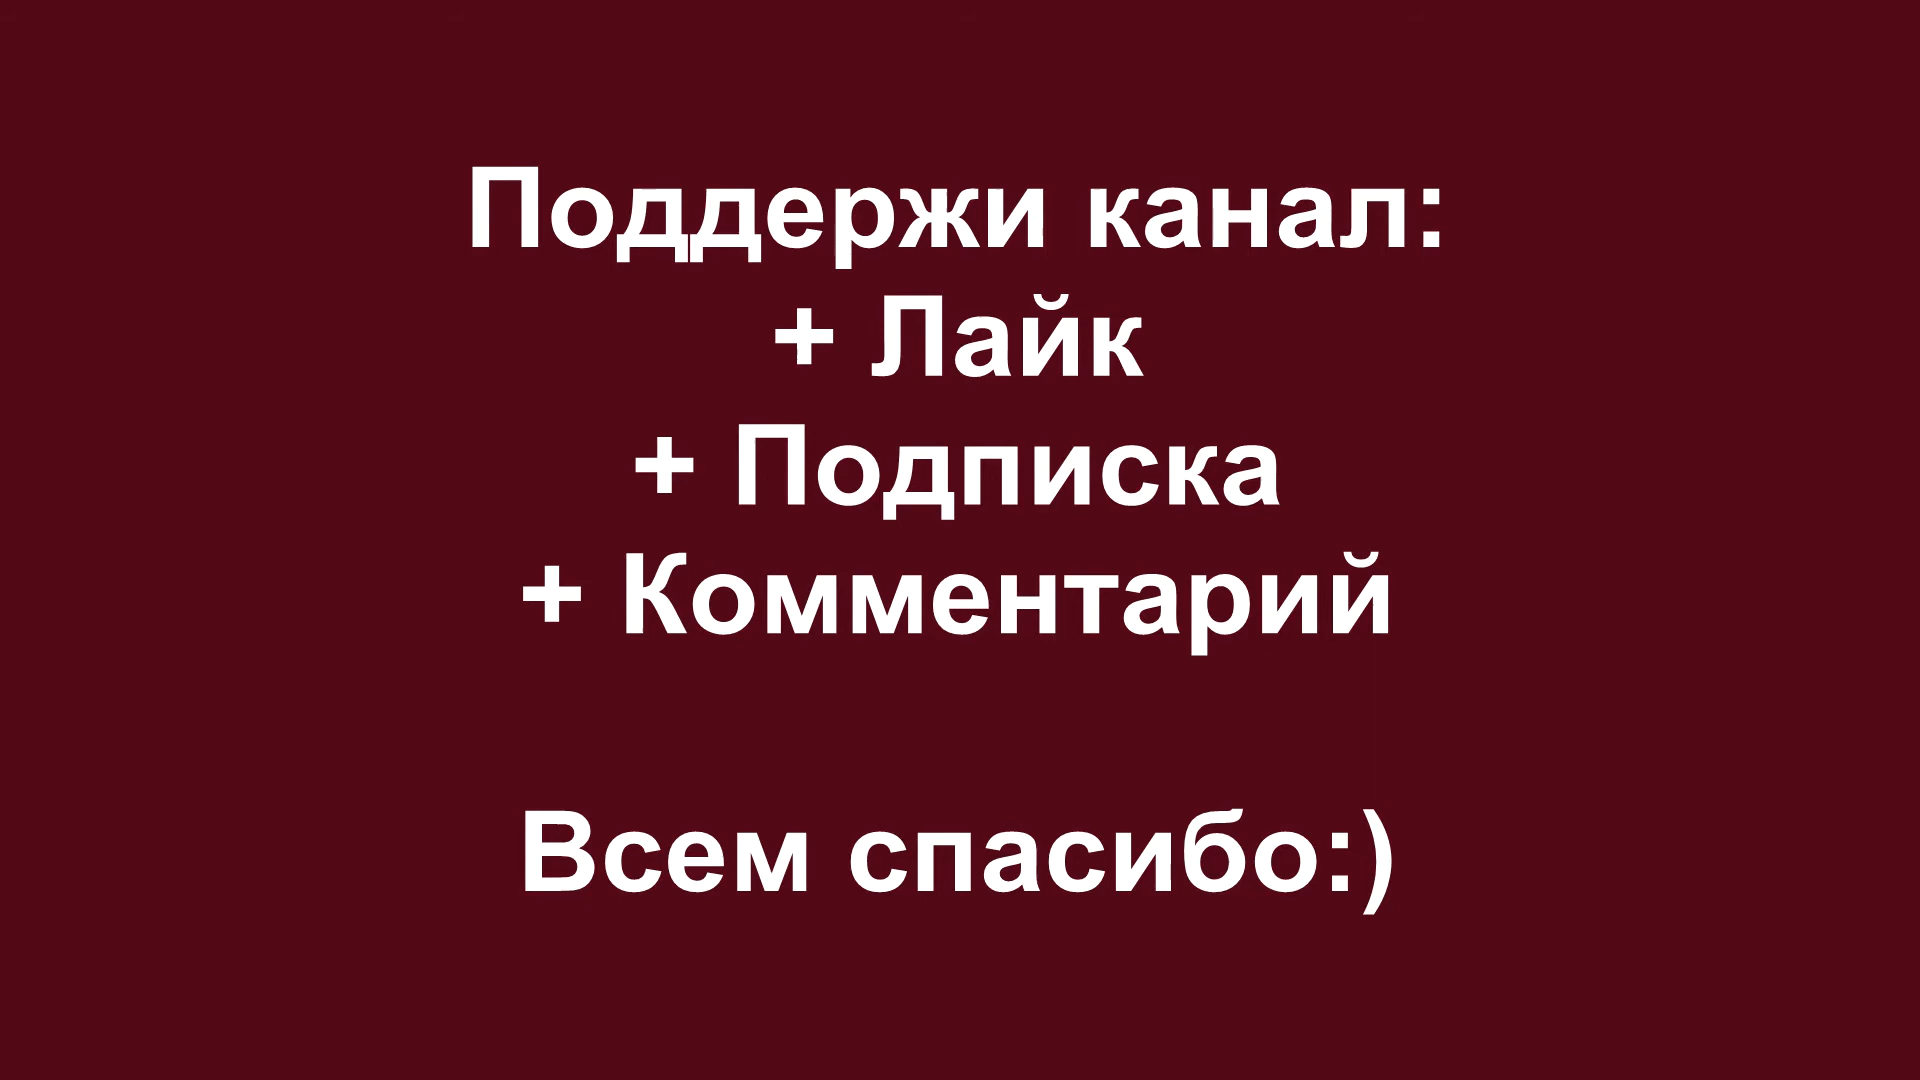 Поддержи канал:
+ Лайк
+ Подписка
+ Комментарий
Всем спасибо:)